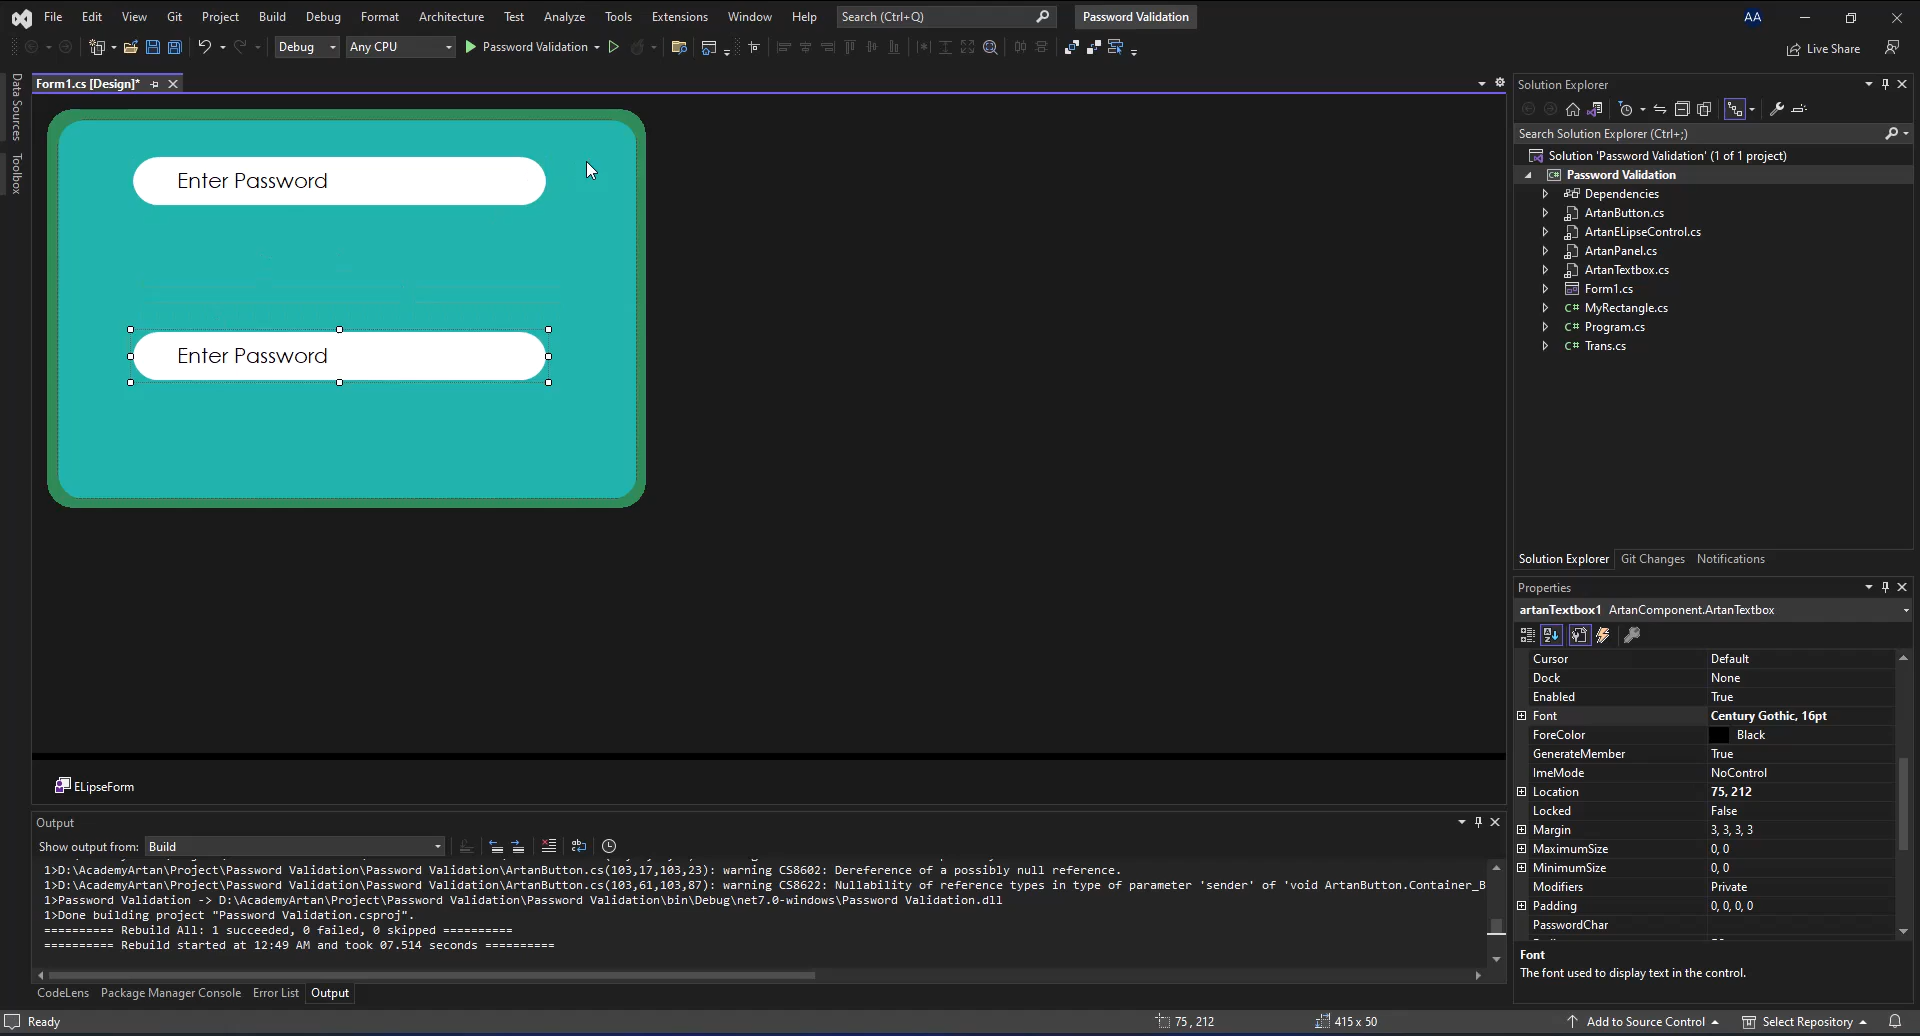 File Edit View Git Project Build Debug Format Architecture Test Analyze Tools Extensions Window Help Search (Ctrl+Q) Password Validation AA
Debug Any CPU Password Validation Live Share
Data Sources
Toolbox
Form1.cs [Design]*
Enter Password
Enter Password
ELipseForm
Output
Show output from: Build
1>D:\AcademyArtan\Project\Password Validation\Password Validation\ArtanButton.cs(103,17,103,23): warning CS8602: Dereference of a possibly null reference.
1>D:\AcademyArtan\Project\Password Validation\Password Validation\ArtanButton.cs(103,61,103,87): warning CS8622: Nullability of reference types in type of parameter 'sender' of 'void ArtanButton.Container_B
1>Password Validation -> D:\AcademyArtan\Project\Password Validation\Password Validation\bin\Debug\net7.0-windows\Password Validation.dll
1>Done building project "Password Validation.csproj".
========== Rebuild All: 1 succeeded, 0 failed, 0 skipped ==========
========== Rebuild started at 12:49 AM and took 07.514 seconds ==========
CodeLens Package Manager Console Error List Output
Solution Explorer
Search Solution Explorer (Ctrl+;)
Solution 'Password Validation' (1 of 1 project)
Password Validation
Dependencies
ArtanButton.cs
ArtanELipseControl.cs
ArtanPanel.cs
ArtanTextbox.cs
Form1.cs
C# MyRectangle.cs
C# Program.cs
C# Trans.cs
Solution Explorer Git Changes Notifications
Properties
artanTextbox1 ArtanComponent.ArtanTextbox
Cursor Default
Dock None
Enabled True
Font Century Gothic, 16pt
ForeColor Black
GenerateMember True
ImeMode NoControl
Location 75, 212
Locked False
Margin 3, 3, 3, 3
MaximumSize 0, 0
MinimumSize 0, 0
Modifiers Private
Padding 0, 0, 0, 0
PasswordChar
Font
The font used to display text in the control.
Ready 75 , 212 415 x 50 Add to Source Control Select Repository